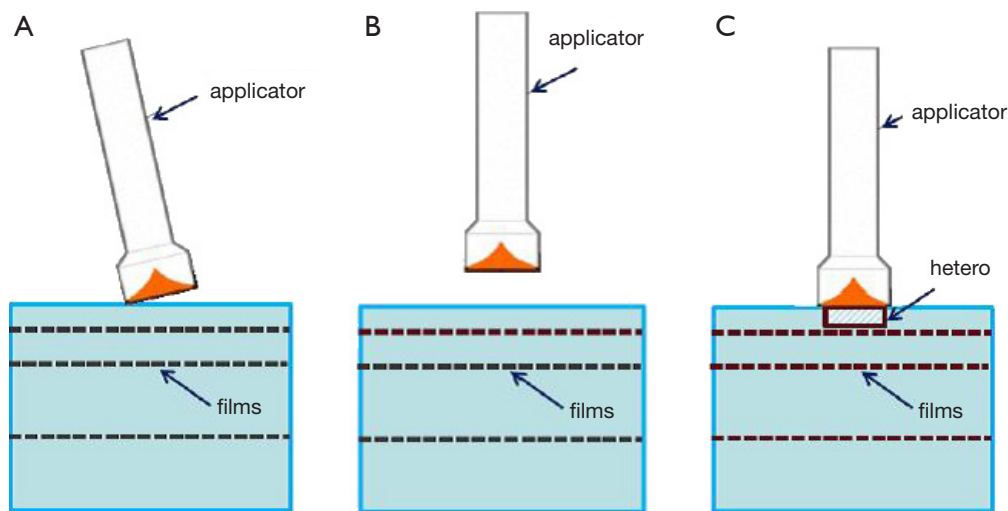 A
applicator
films
B
applicator
films
C
applicator
hetero
films